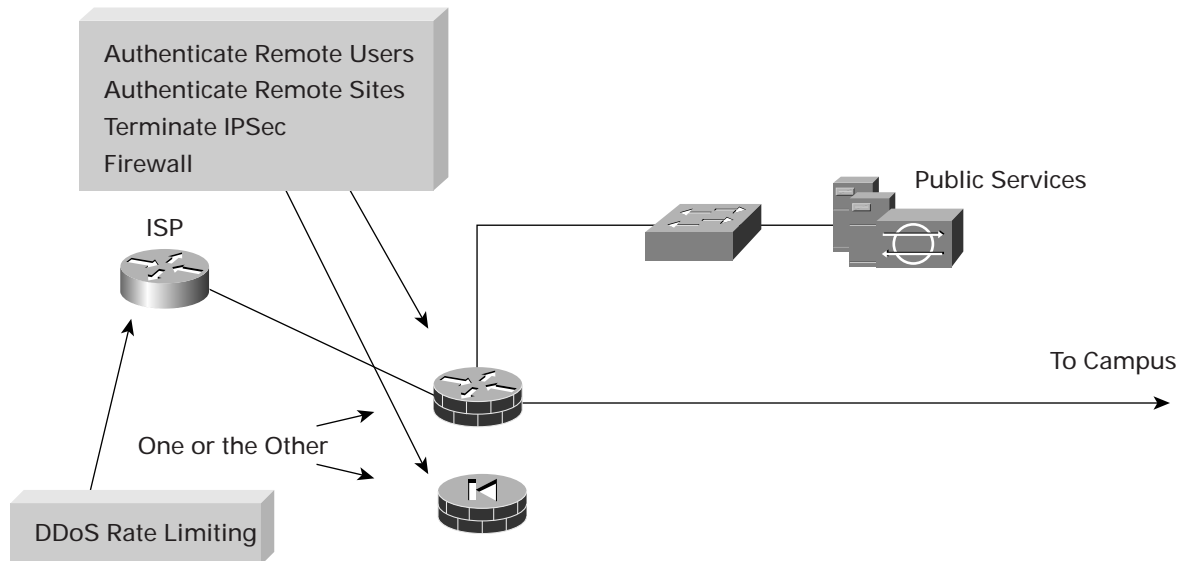 Authenticate Remote Users
Authenticate Remote Sites
Terminate IPSec
Firewall
Public Services
ISP
To Campus
One or the Other
DDoS Rate Limiting